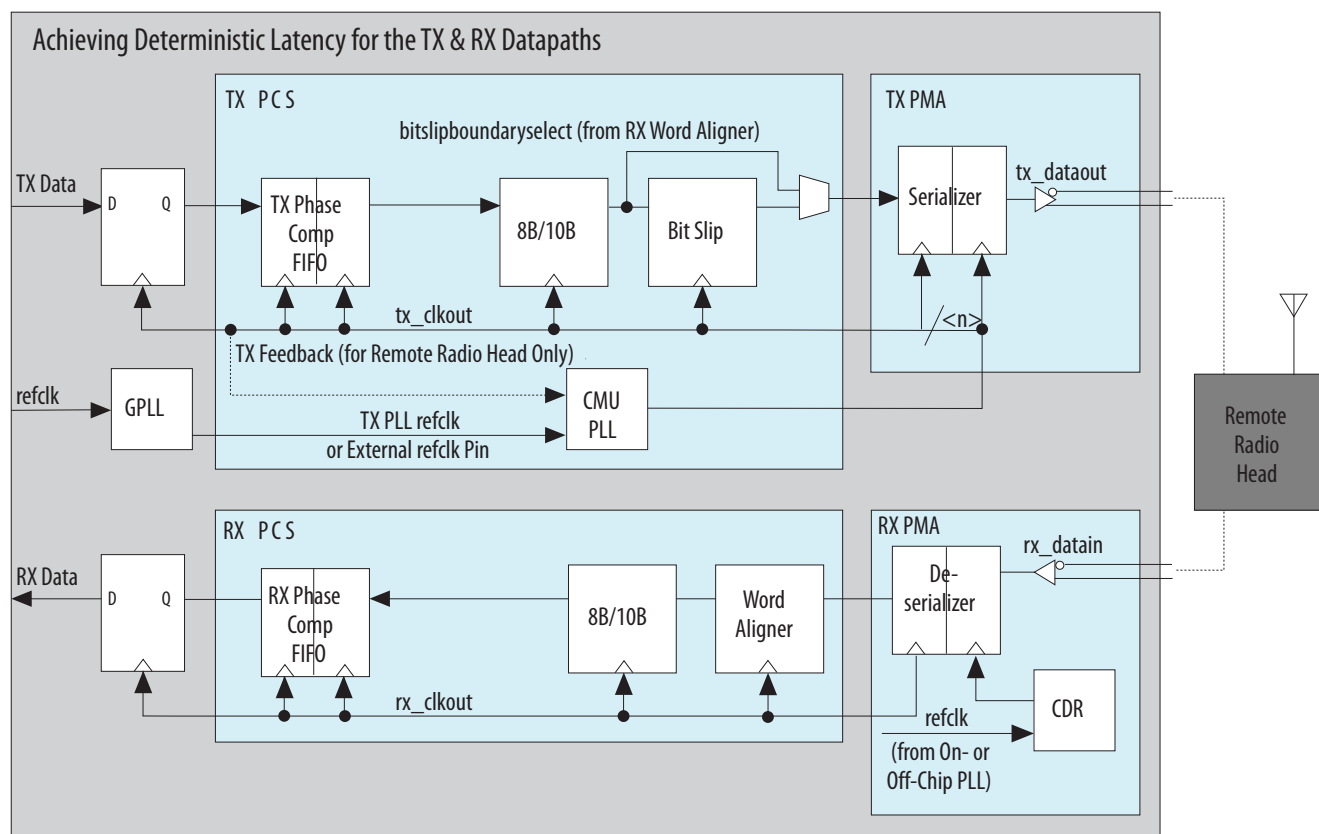 Achieving Deterministic Latency for the TX & RX Datapaths
TX PCS
TX PMA
bitslipboundaryselect (from RX Word Aligner)
TX Data
D
Q
TX Phase
Comp
FIFO
8B/10B
Bit Slip
Serializer
tx_dataout
tx_clkout
<n>
TX Feedback (for Remote Radio Head Only)
refclk
GPLL
TX PLL refclk
or External refclk Pin
CMU
PLL
Remote
Radio
Head
RX PCS
RX PMA
RX Data
D
Q
RX Phase
Comp
FIFO
8B/10B
Word
Aligner
De-
serializer
rx_datain
rx_clkout
refclk
(from On- or
Off-Chip PLL)
CDR